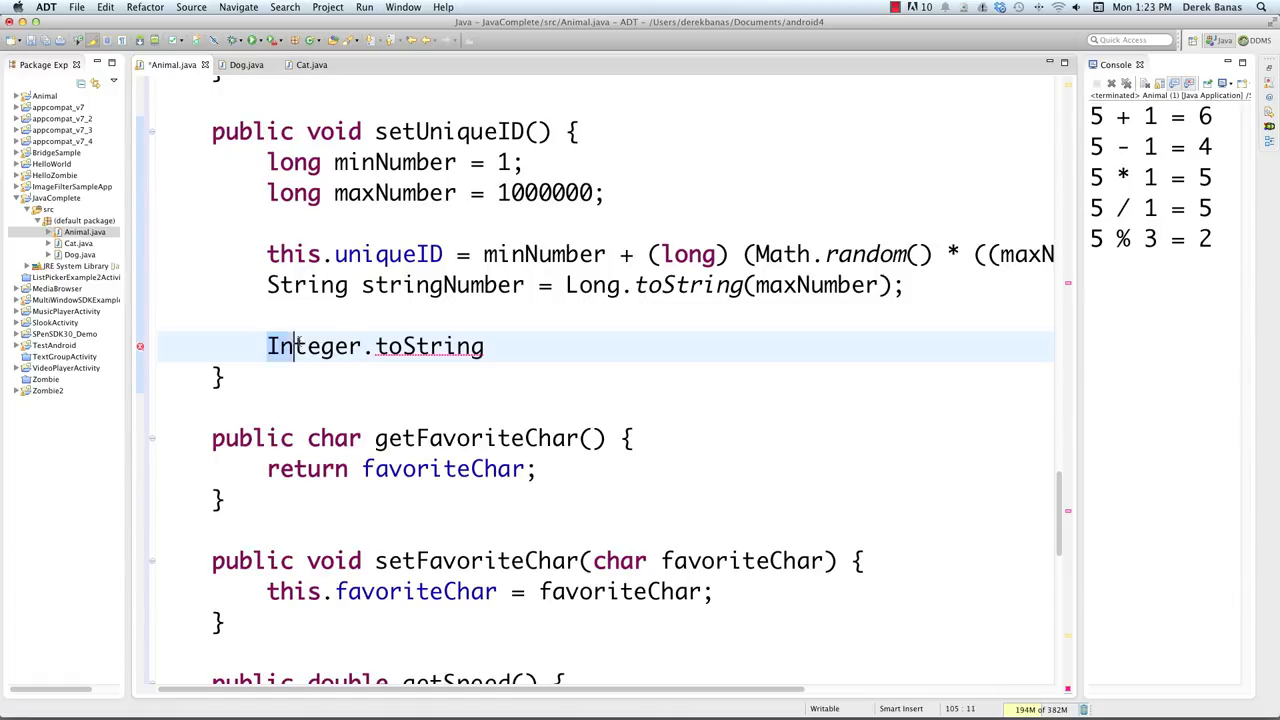 ADT File Edit Refactor Source Navigate Search Project Run Window Help
10
Mon 1:23 PM Derek Banas
Java - JavaComplete/src/Animal.java - ADT - /Users/derekbanas/Documents/android4
Quick Access
Java
DDMS
Package Exp
*Animal.java
Dog.java
Cat.java
Console
<terminated> Animal (1) [Java Application] /S
Animal
appcompat_v7
appcompat_v7_2
appcompat_v7_3
appcompat_v7_4
BridgeSample
HelloWorld
HelloZombie
ImageFilterSampleApp
JavaComplete
src
(default package)
Animal.java
Cat.java
Dog.java
JRE System Library [Ja
ListPickerExample2Activi
MediaBrowser
MultiWindowSDKExample
MusicPlayerActivity
SlookActivity
SPenSDK30_Demo
TestAndroid
TextGroupActivity
VideoPlayerActivity
Zombie
Zombie2
}
public void setUniqueID() {
long minNumber = 1;
long maxNumber = 1000000;
this.uniqueID = minNumber + (long) (Math.random() * ((maxN
String stringNumber = Long.toString(maxNumber);
Integer.toString
}
public char getFavoriteChar() {
return favoriteChar;
}
public void setFavoriteChar(char favoriteChar) {
this.favoriteChar = favoriteChar;
}
public double getSpeed() {
5 + 1 = 6
5 - 1 = 4
5 * 1 = 5
5 / 1 = 5
5 % 3 = 2
Writable
Smart Insert
105 : 11
194M of 382M